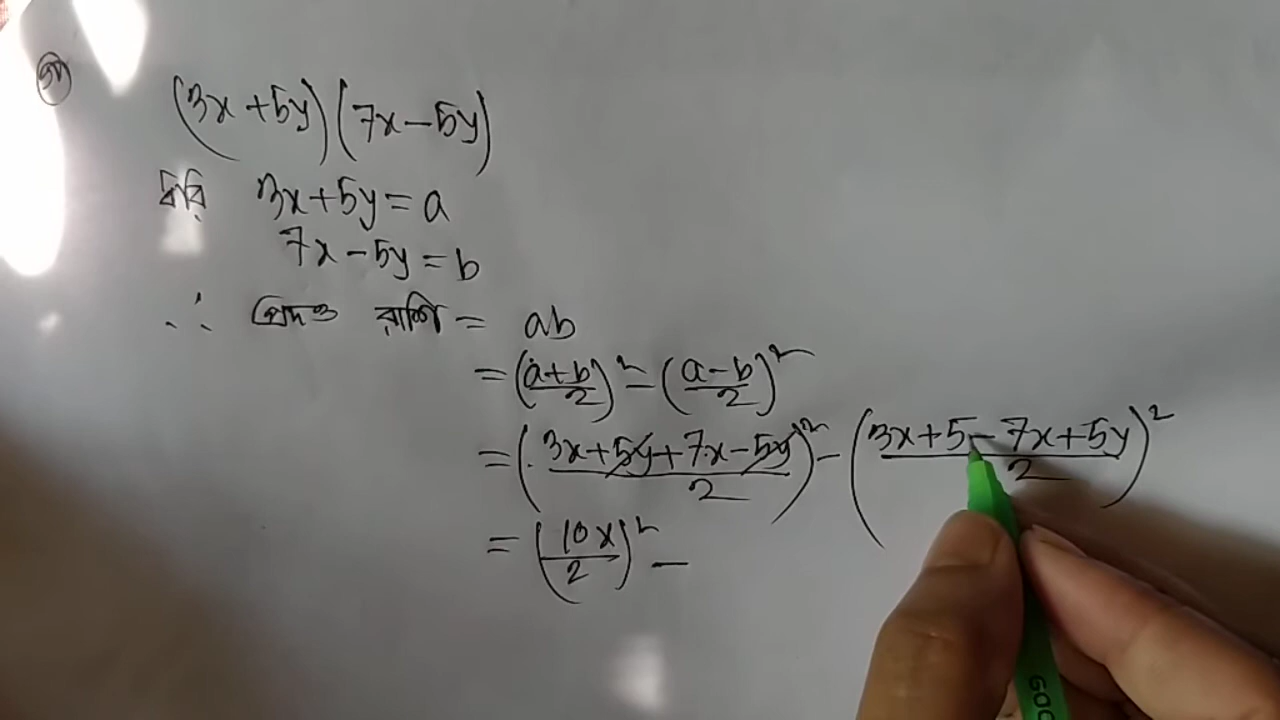 (3x+5y)(7x-5y)
ধরি 3x+5y=a
7x-5y=b
∴ প্রদত্ত রাশি = ab
= (a+b/2)² - (a-b/2)²
= (3x+5y+7x-5y/2)² - (3x+5-7x+5y/2)²
= (10x/2)² -
GOO